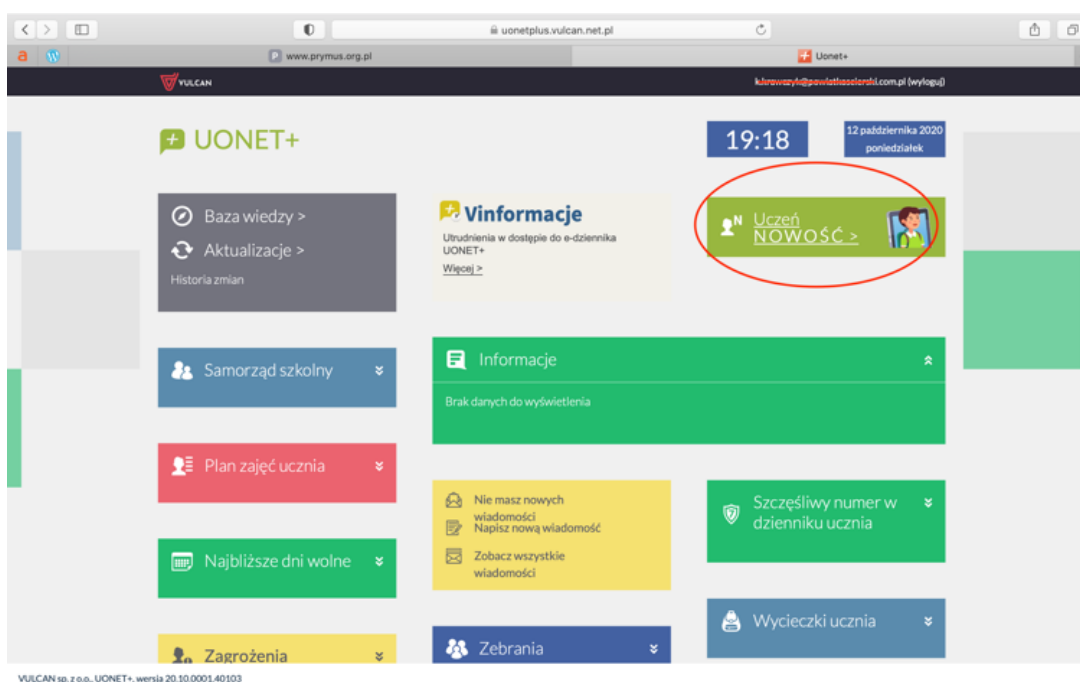 uonetplus.vulcan.net.pl
a
P www.prymus.org.pl
Uonet+
VULCAN
.com.pl (wyloguj)
UONET+
19:18
12 października 2020
poniedziałek
Baza wiedzy >
Aktualizacje >
Historia zmian
Vinformacje
Utrudnienia w dostępie do e-dziennika
UONET+
Więcej >
N Uczeń
NOWOŚĆ >
Samorząd szkolny
Informacje
Brak danych do wyświetlenia
Plan zajęć ucznia
Nie masz nowych
wiadomości
Napisz nową wiadomość
Zobacz wszystkie
wiadomości
Szczęśliwy numer w
dzienniku ucznia
Najbliższe dni wolne
Wycieczki ucznia
Zagrożenia
Zebrania
VULCAN sp. z o.o., UONET+, wersja 20.10.0001.40103